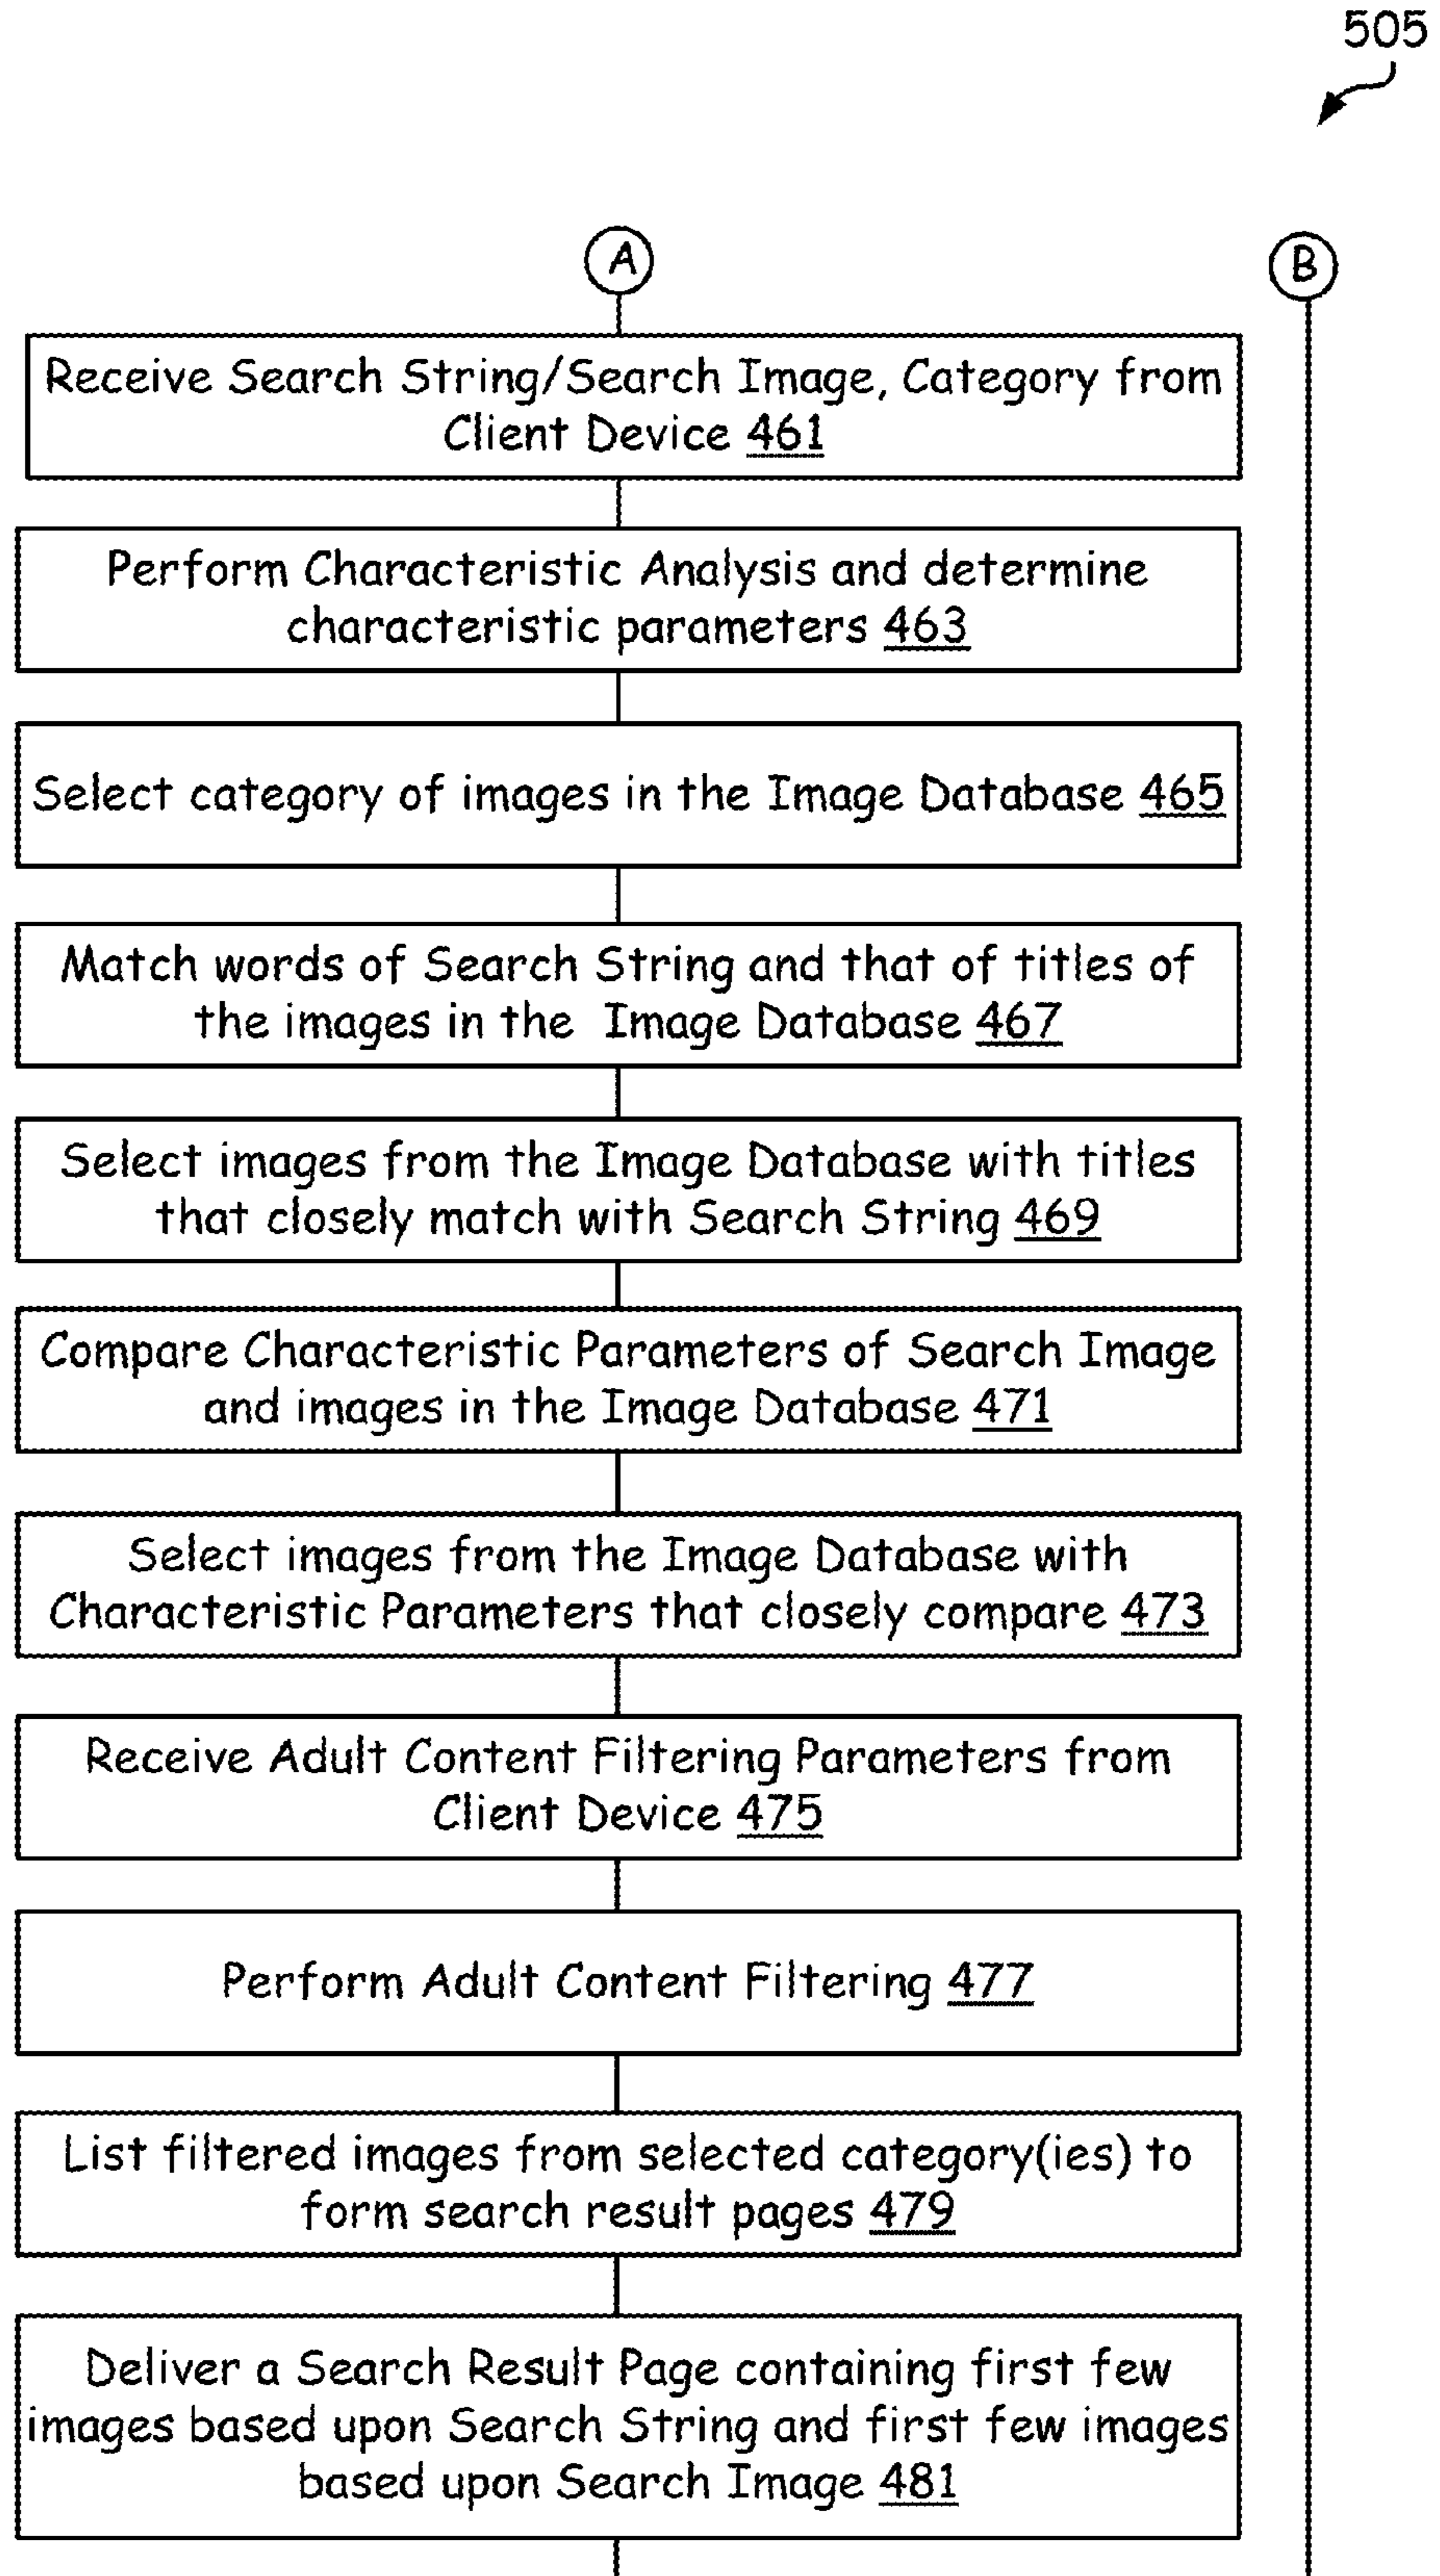 505
A
B
Receive Search String/Search Image, Category from
Client Device 461
Perform Characteristic Analysis and determine
characteristic parameters 463
Select category of images in the Image Database 465
Match words of Search String and that of titles of
the images in the Image Database 467
Select images from the Image Database with titles
that closely match with Search String 469
Compare Characteristic Parameters of Search Image
and images in the Image Database 471
Select images from the Image Database with
Characteristic Parameters that closely compare 473
Receive Adult Content Filtering Parameters from
Client Device 475
Perform Adult Content Filtering 477
List filtered images from selected category(ies) to
form search result pages 479
Deliver a Search Result Page containing first few
images based upon Search String and first few images
based upon Search Image 481